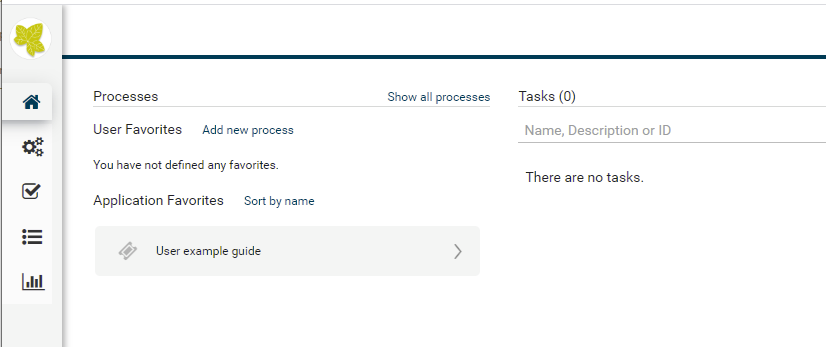 Processes
Show all processes
User Favorites
Add new process
You have not defined any favorites.
Application Favorites
Sort by name
User example guide
Tasks (0)
Name, Description or ID
There are no tasks.